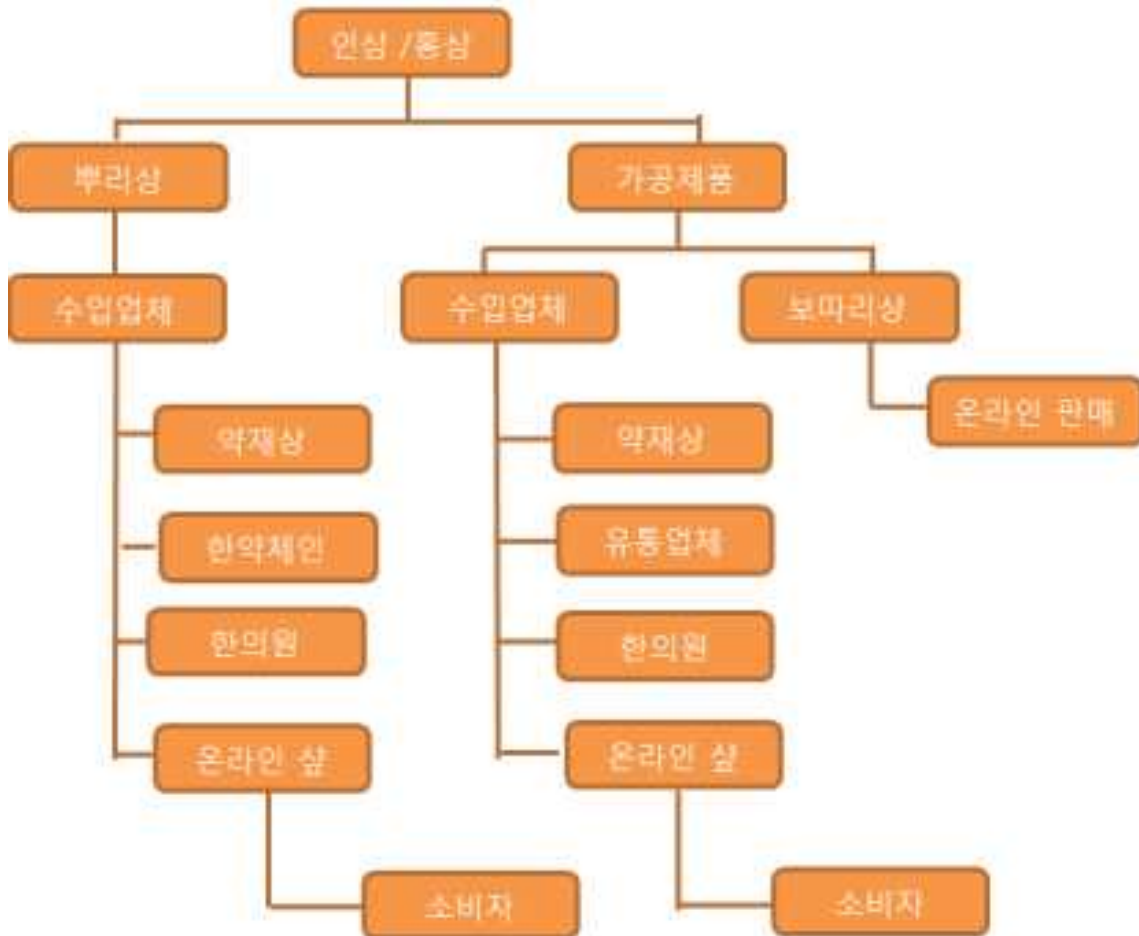 인삼 /홍삼
뿌리삼
가공제품
수입업체
수입업체
보따리상
온라인 판매
약재상
약재상
한약체인
유통업체
한의원
한의원
온라인 샾
온라인 샾
소비자
소비자